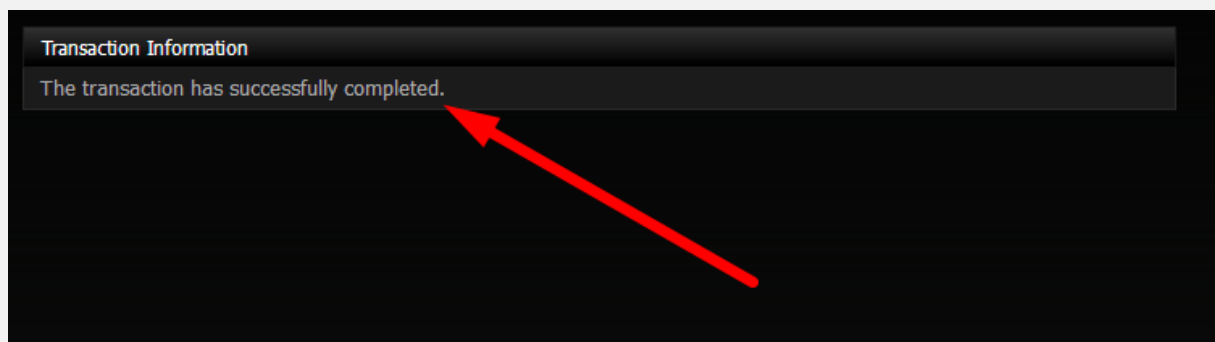 Transaction Information
The transaction has successfully completed.